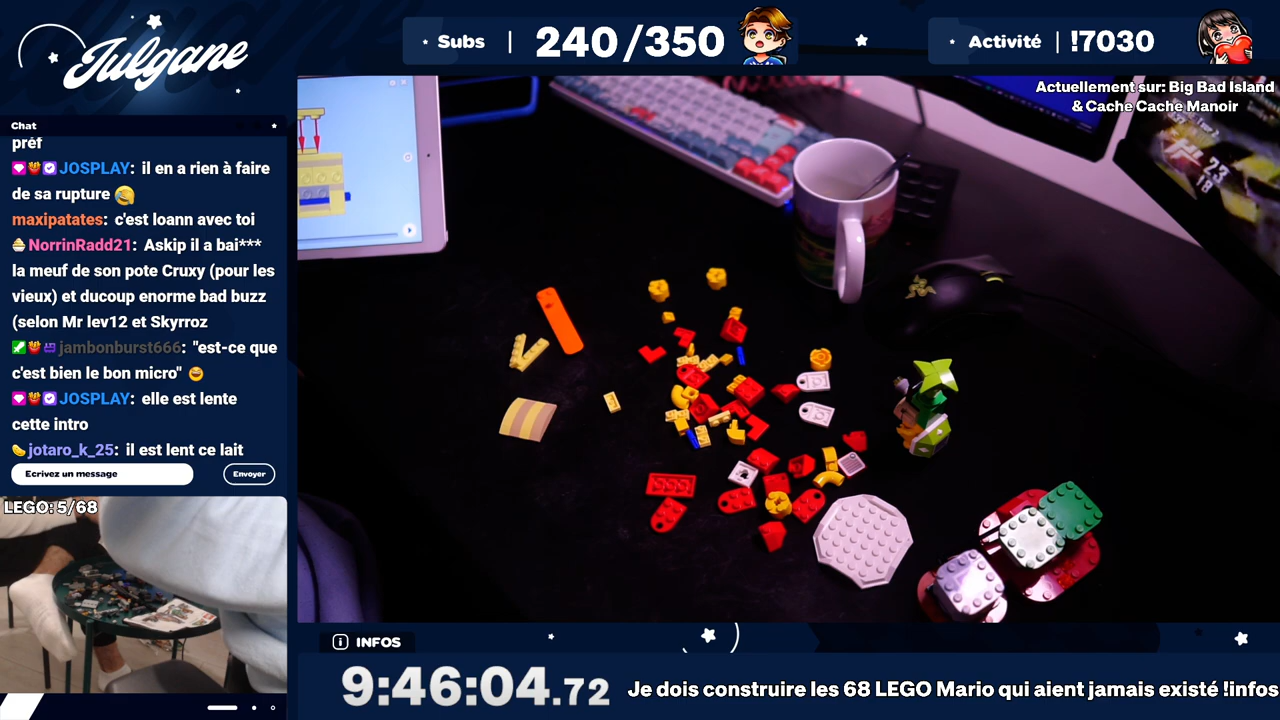 Julgane
Subs | 240/350
Activité | !7030
Actuellement sur: Big Bad Island
& Cache Cache Manoir
Chat
préf
JOSPLAY: il en a rien à faire
de sa rupture
maxipatates: c'est loann avec toi
NorrinRadd21: Askip il a bai***
la meuf de son pote Cruxy (pour les
vieux) et ducoup enorme bad buzz
(selon Mr lev12 et Skyrroz
jambonburst666: "est-ce que
c'est bien le bon micro"
JOSPLAY: elle est lente
cette intro
jotaro_k_25: il est lent ce lait
Ecrivez un message
Envoyer
LEGO: 5/68
23
18
INFOS
9:46:04.72
Je dois construire les 68 LEGO Mario qui aient jamais existé !infos